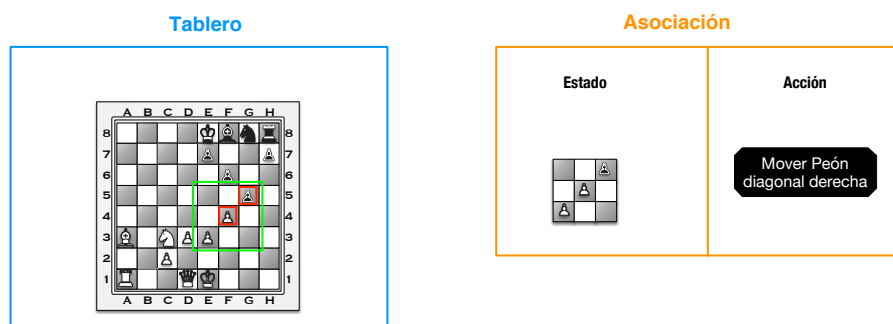 Tablero
Asociación
Estado
Acción
A B C D E F G H
8 8
7 7
6 6
5 5
4 4
3 3
2 2
1 1
A B C D E F G H
Mover Peón
diagonal derecha